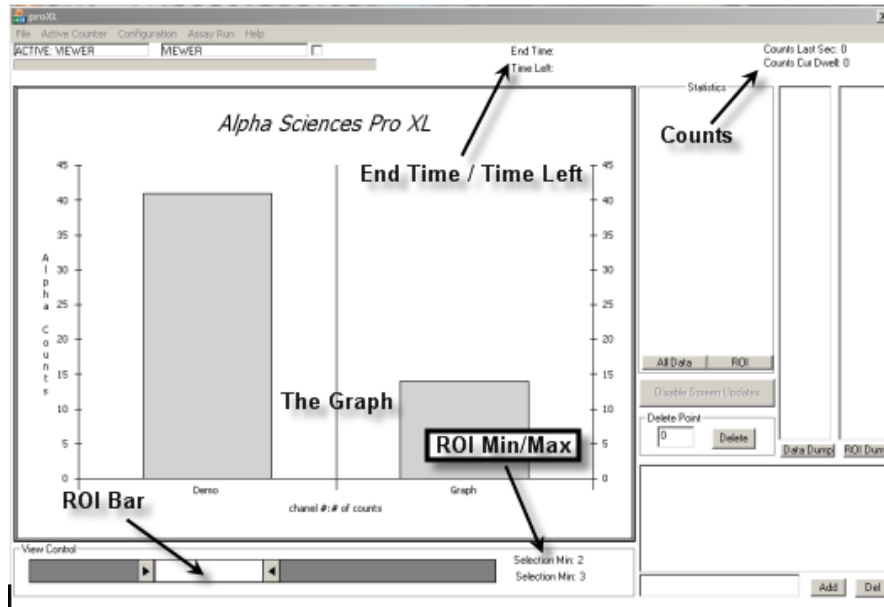 proXL
File Active Counter Configuration Assay Run Help
ACTIVE: VIEWER VIEWER
End Time:
Time Left:
Counts Last Sec: 0
Counts Cur Dwell: 0
Statistics
Counts
Alpha Sciences Pro XL
End Time / Time Left
45
40
35
30
25
20
15
10
5
0
Alpha Counts
45
40
35
30
25
20
15
10
5
0
The Graph
ROI Min/Max
ROI Bar
Demo
Graph
chanel #:# of counts
All Data ROI
Disable Screen Updates
Delete Point
0
Delete
Data Dump ROI Dum
View Control
Selection Min: 2
Selection Min: 3
Add Del